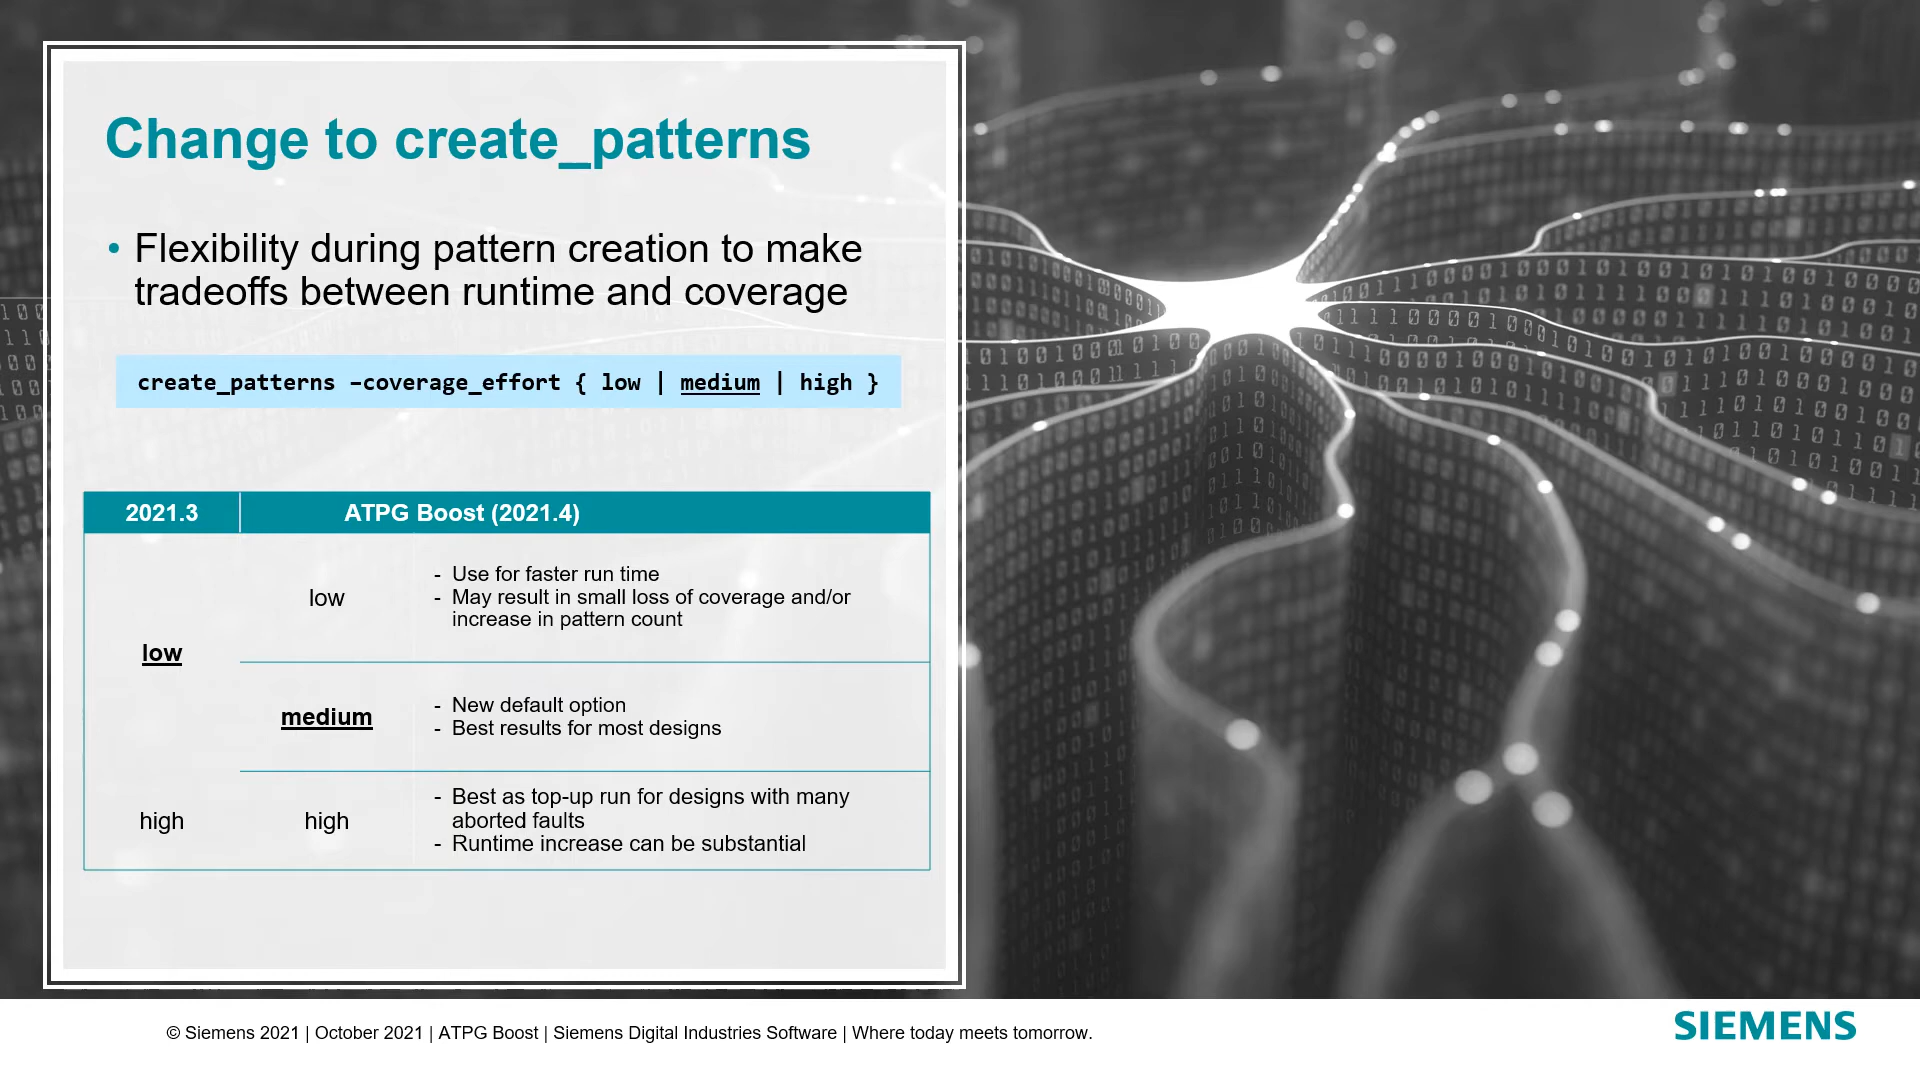 Change to create_patterns
• Flexibility during pattern creation to make
tradeoffs between runtime and coverage
create_patterns –coverage_effort { low | medium | high }
2021.3 ATPG Boost (2021.4)
low
low
- Use for faster run time
- May result in small loss of coverage and/or
increase in pattern count
medium
- New default option
- Best results for most designs
high
high
- Best as top-up run for designs with many
aborted faults
- Runtime increase can be substantial
© Siemens 2021 | October 2021 | ATPG Boost | Siemens Digital Industries Software | Where today meets tomorrow.
SIEMENS